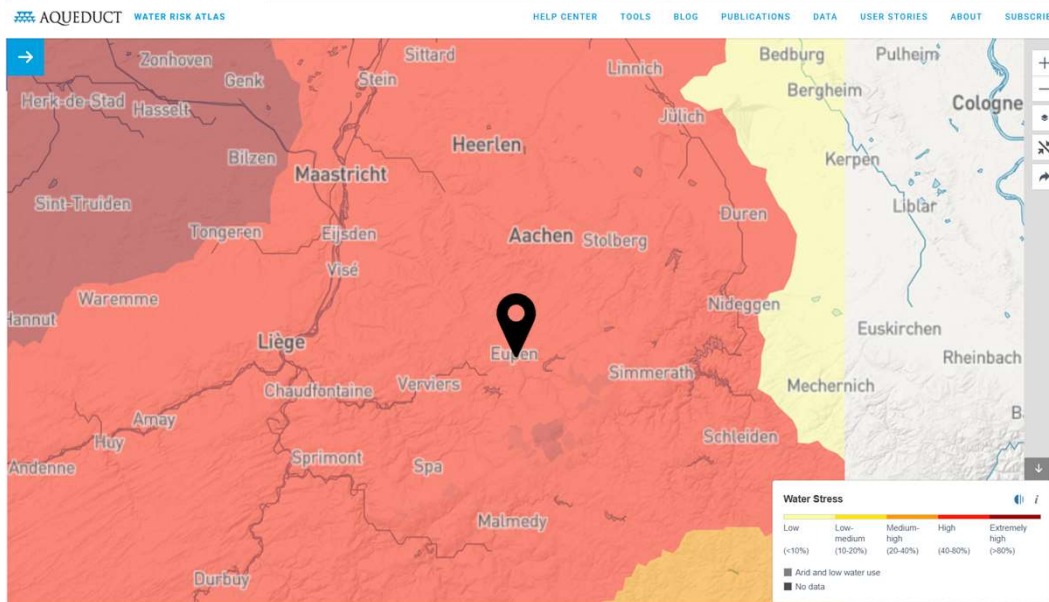 AQUEDUCT WATER RISK ATLAS
HELP CENTER TOOLS BLOG PUBLICATIONS DATA USER STORIES ABOUT SUBSCRIBE
Zonhoven
Sittard
Bedburg
Pulheim
Genk
Stein
Linnich
Bergheim
Herk-de-Stad
Hasselt
Cologne
Jülich
Heerlen
Bilzen
Maastricht
Kerpen
Sint-Truiden
Liblar
Duren
Tongeren
Eijsden
Aachen
Stolberg
Visé
Waremme
Nideggen
Hannut
Euskirchen
Liège
Eupen
Rheinbach
Simmerath
Chaudfontaine
Verviers
Mechernich
Amay
B
Huy
Schleiden
Andenne
Sprimont
Spa
Malmedy
Durbuy
Water Stress
i
Low
Low-
medium
Medium-
high
High
Extremely
high
(<10%)
(10-20%)
(20-40%)
(40-80%)
(>80%)
Arid and low water use
No data